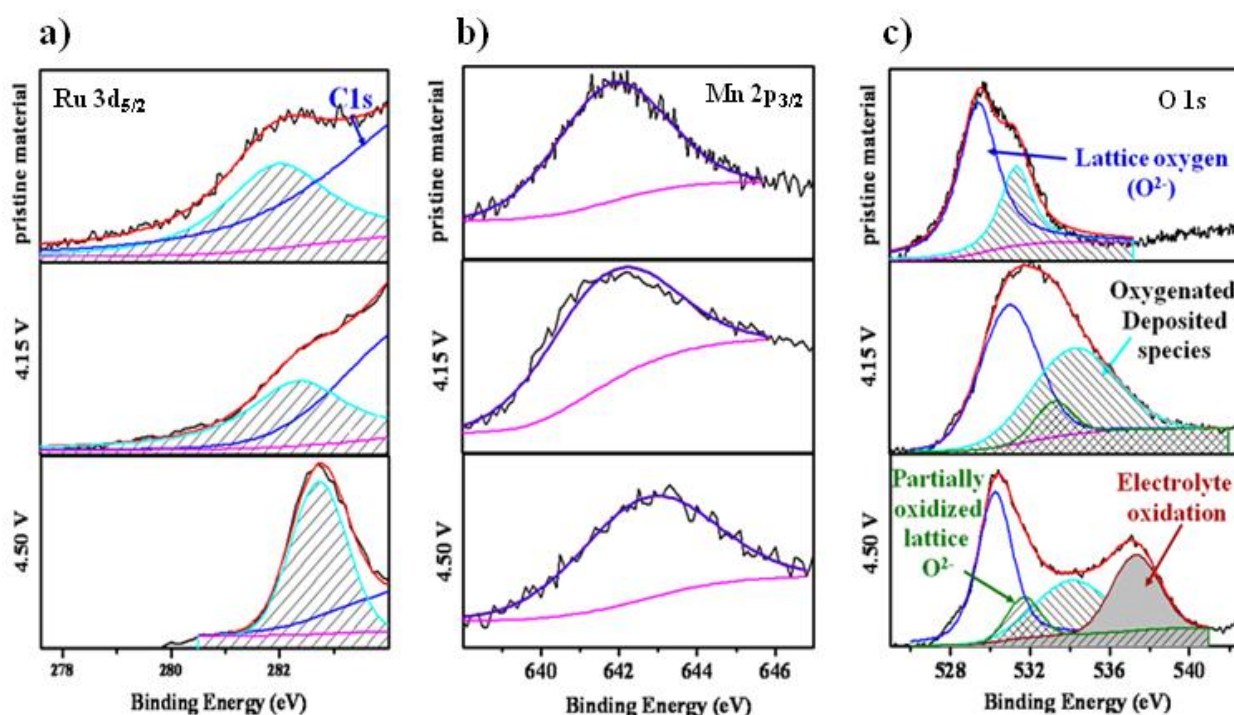 a)
b)
c)
pristine material
Ru 3d5/2
C1s
4.15 V
4.50 V
278
280
282
Binding Energy (eV)
pristine material
Mn 2p3/2
4.15 V
4.50 V
640
642
644
646
Binding Energy (eV)
pristine material
O 1s
Lattice oxygen
(O2-)
4.15 V
Oxygenated
Deposited
species
4.50 V
Partially
oxidized
lattice
O2-
Electrolyte
oxidation
528
532
536
540
Binding Energy (eV)